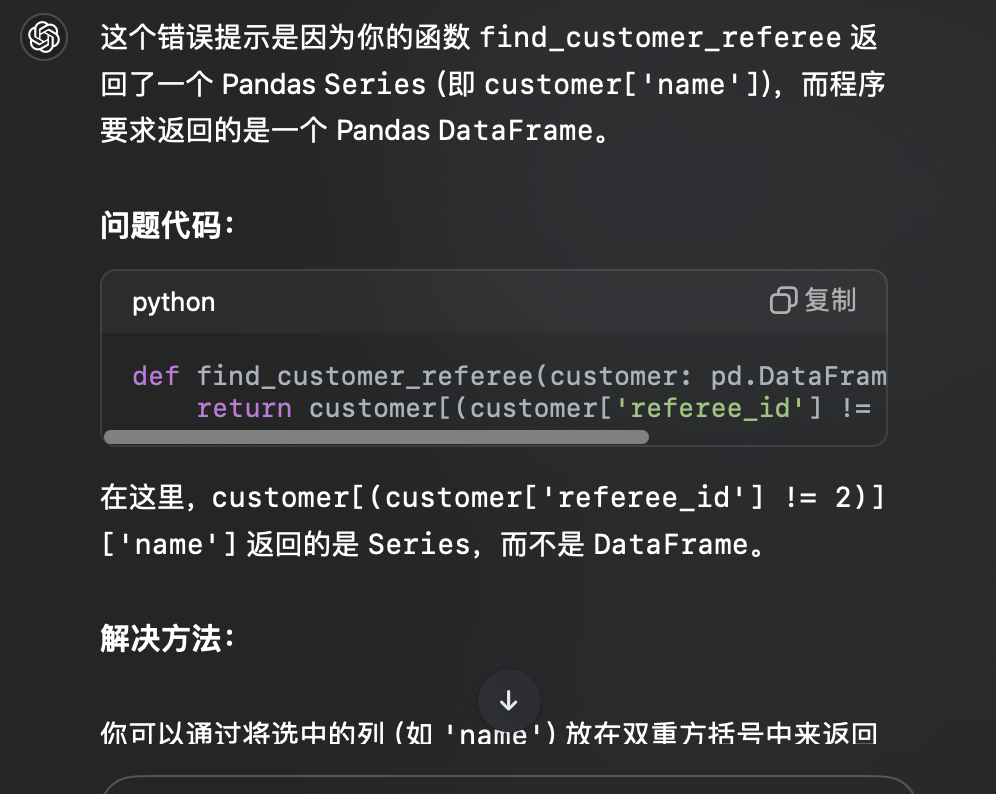 这个错误提示是因为你的函数 find_customer_referee 返
回了一个 Pandas Series (即 customer['name'])，而程序
要求返回的是一个 Pandas DataFrame。
问题代码：
python 复制
def find_customer_referee(customer: pd.DataFram
return customer[(customer['referee_id'] !=
在这里，customer[(customer['referee_id'] != 2)]
['name'] 返回的是 Series，而不是 DataFrame。
解决方法：
你可以通过将选中的列 (如 'name') 放在双重方括号中来返回